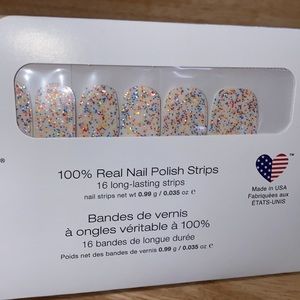 ®
100% Real Nail Polish Strips
16 long-lasting strips
nail strips net wt 0.99 g / 0.035 oz ℮
™
Made in USA
Fabriquées aux
ÉTATS-UNIS
Bandes de vernis
à ongles véritable à 100%
16 bandes de longue durée
Poids net des bandes de vernis 0.99 g / 0.035 oz ℮